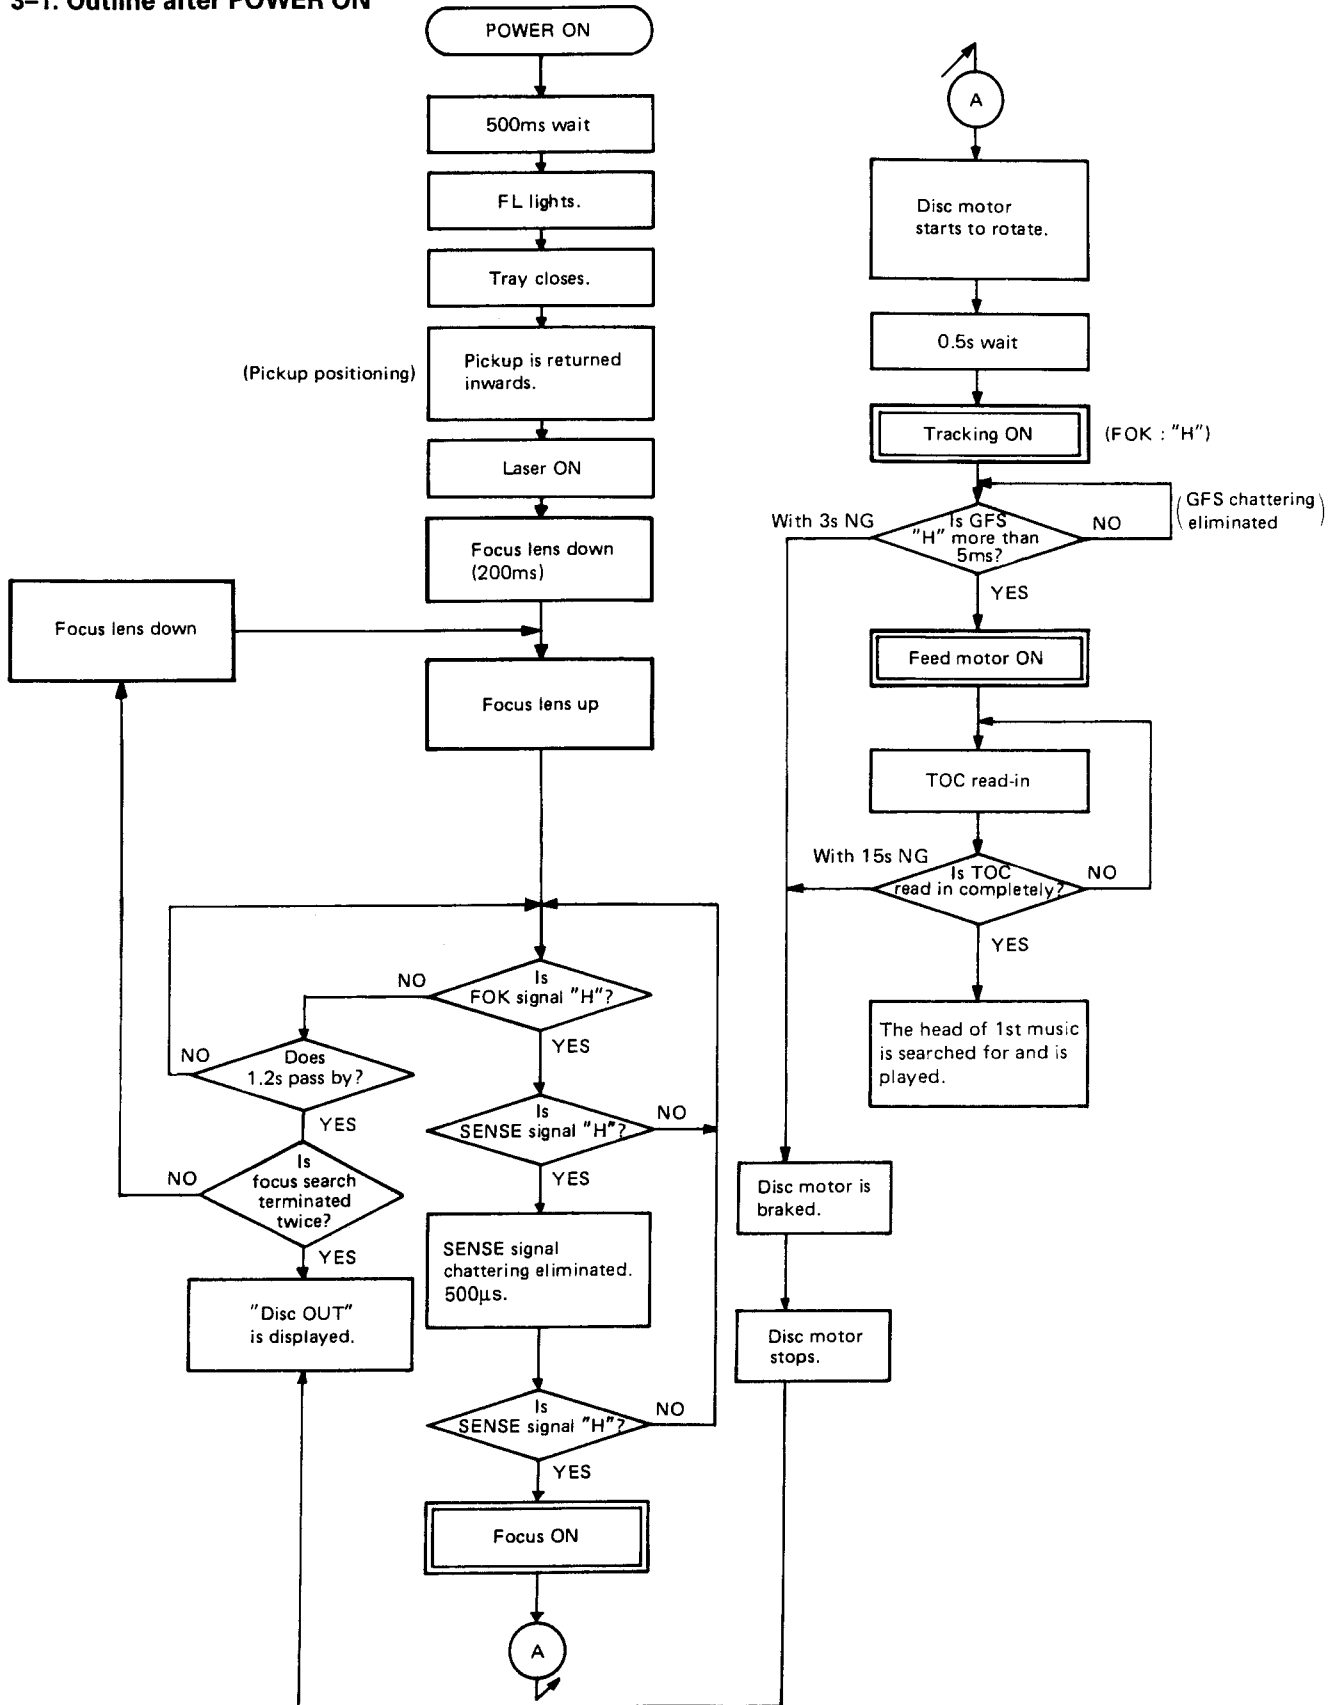 3-1. Outline after POWER ON
POWER ON
500ms wait
FL lights.
Tray closes.
(Pickup positioning)
Pickup is returned
inwards.
Laser ON
Focus lens down
(200ms)
Focus lens down
Focus lens up
Is
FOK signal "H"?
NO
YES
Does
1.2s pass by?
NO
YES
Is
focus search
terminated
twice?
NO
YES
"Disc OUT"
is displayed.
Is
SENSE signal "H"?
NO
YES
SENSE signal
chattering eliminated.
500μs.
Is
SENSE signal "H"?
NO
YES
Focus ON
A
A
Disc motor
starts to rotate.
0.5s wait
Tracking ON
(FOK : "H")
With 3s NG
Is GFS
"H" more than
5ms?
NO
(GFS chattering
eliminated)
YES
Feed motor ON
TOC read-in
With 15s NG
Is TOC
read in completely?
NO
YES
The head of 1st music
is searched for and is
played.
Disc motor is
braked.
Disc motor
stops.